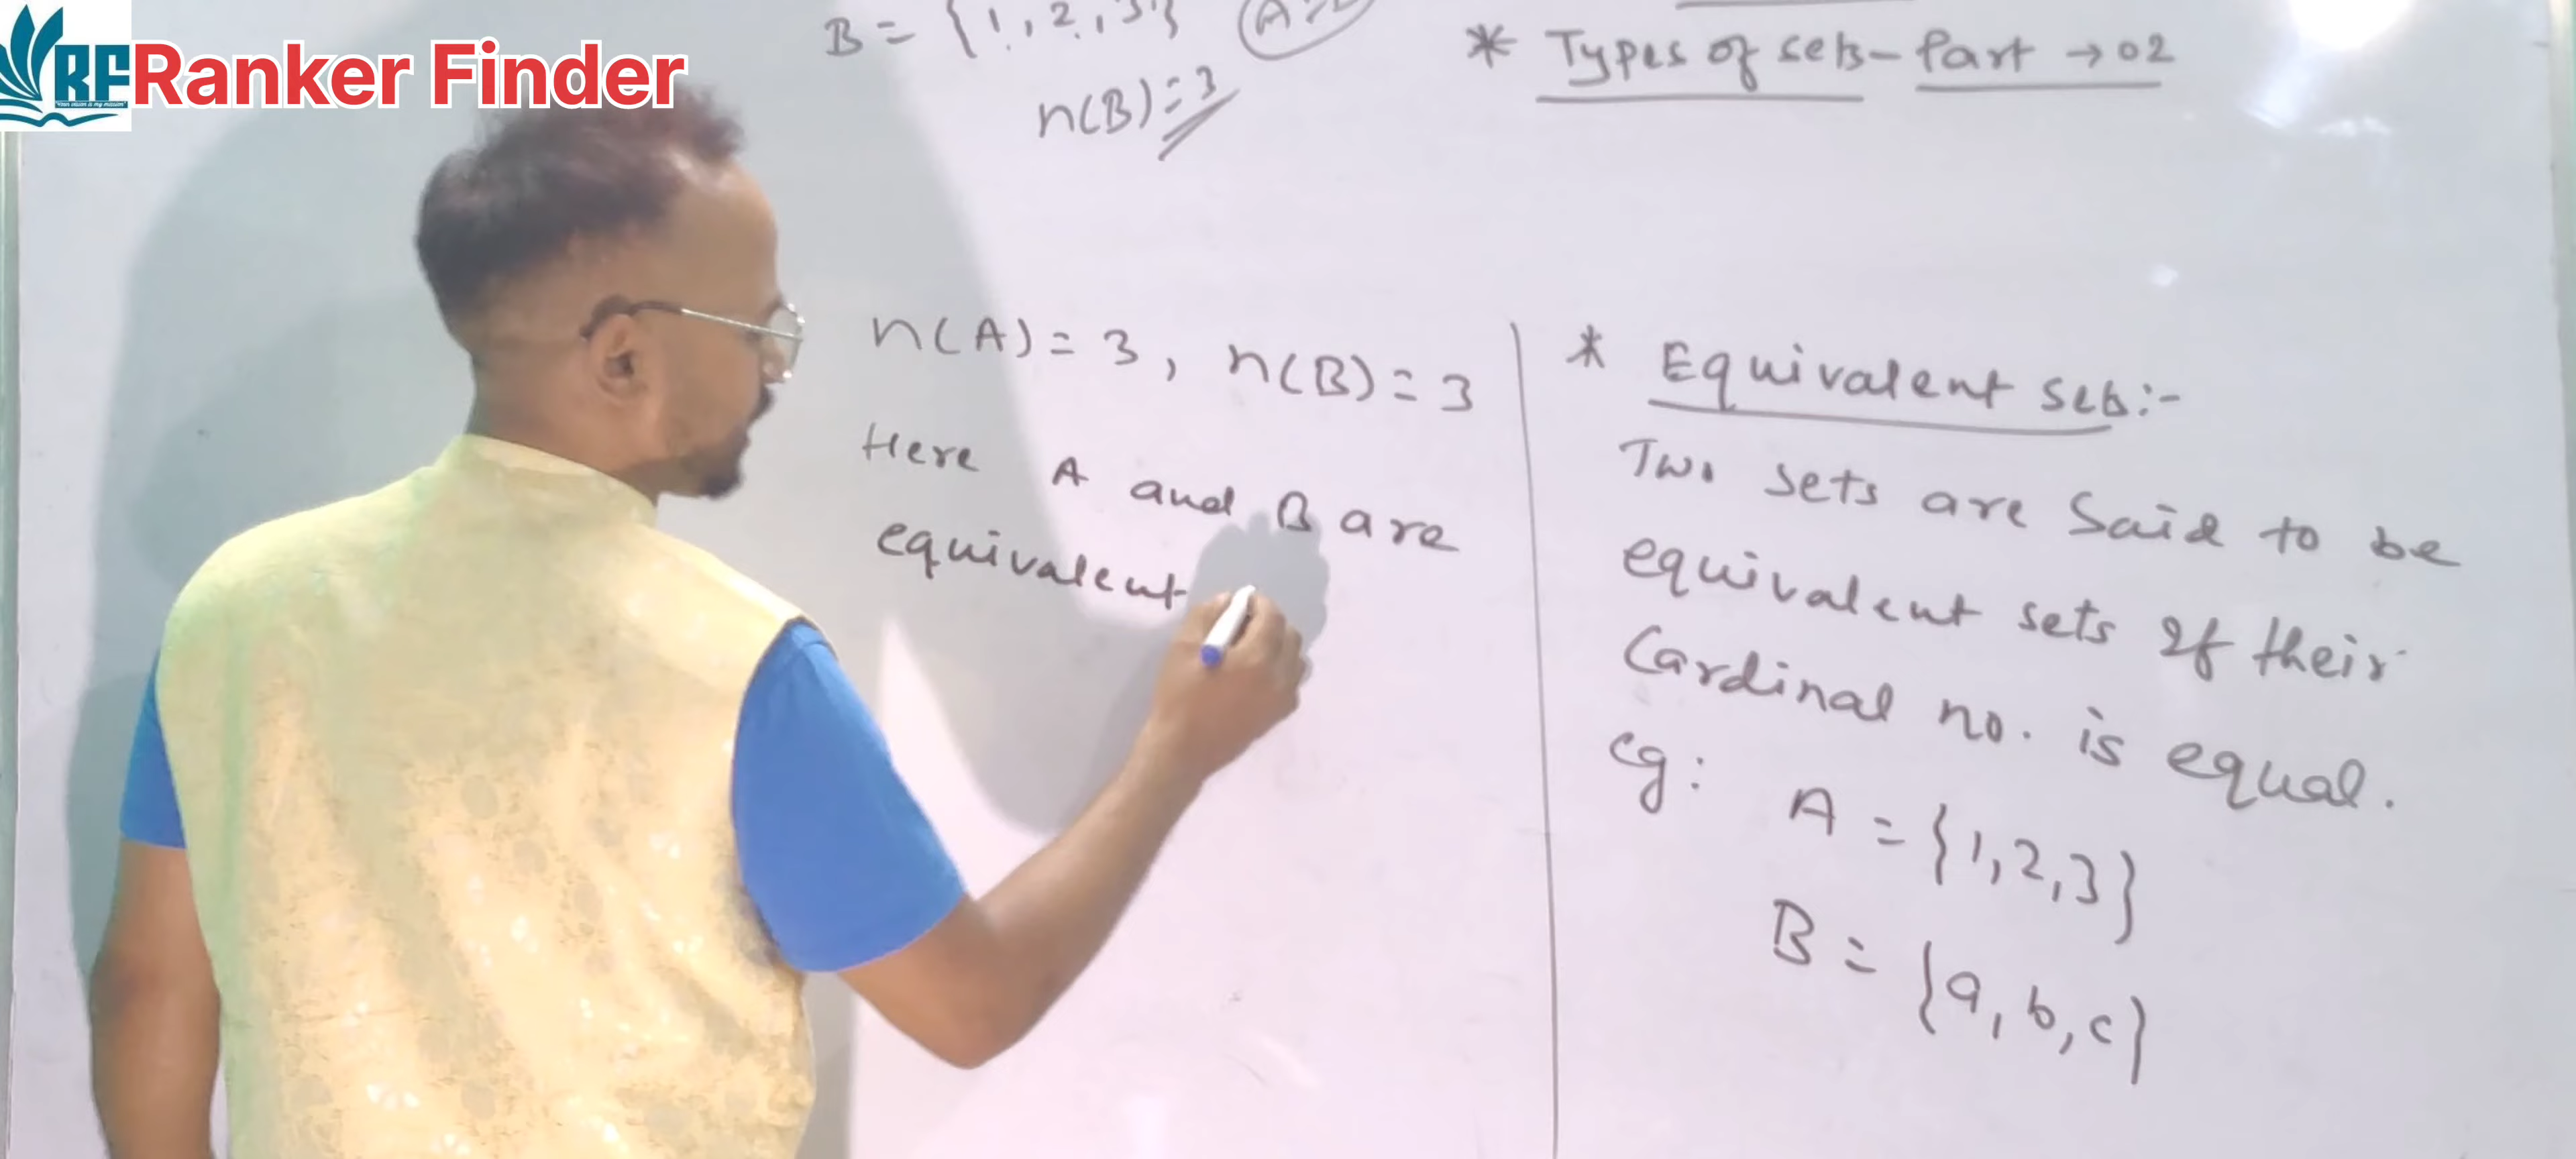 RF Ranker Finder
B = {1, 2, 3}
n(B) = 3
* Types of sets - Part → 02
n(A) = 3, n(B) = 3
Here A and B are
equivalent
* Equivalent sets:-
Two sets are Said to be
equivalent sets if their
Cardinal no. is equal.
eg: A = {1, 2, 3}
B = {a, b, c}